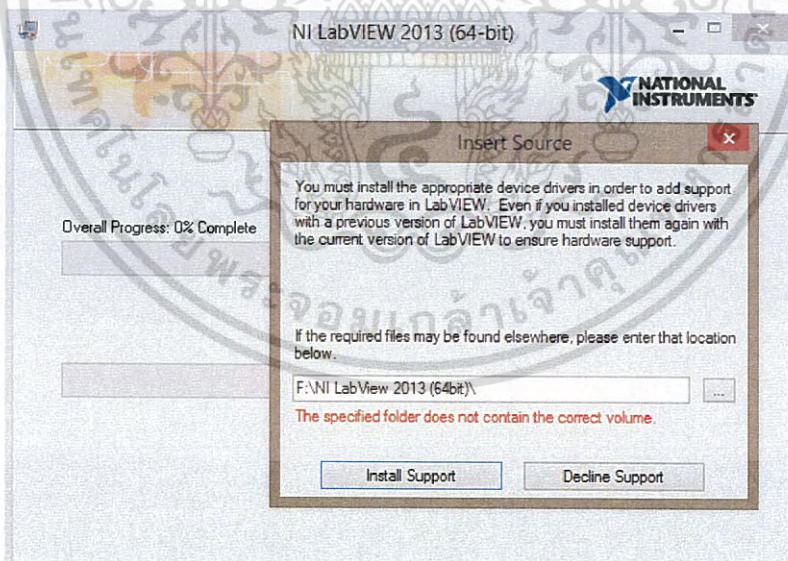 NI LabVIEW 2013 (64-bit)
NATIONAL
INSTRUMENTS
Insert Source
You must install the appropriate device drivers in order to add support
for your hardware in LabVIEW. Even if you installed device drivers
with a previous version of LabVIEW, you must install them again with
the current version of LabVIEW to ensure hardware support.
Overall Progress: 0% Complete
If the required files may be found elsewhere, please enter that location
below.
F:\NI LabView 2013 (64bit)\
...
The specified folder does not contain the correct volume.
Install Support
Decline Support